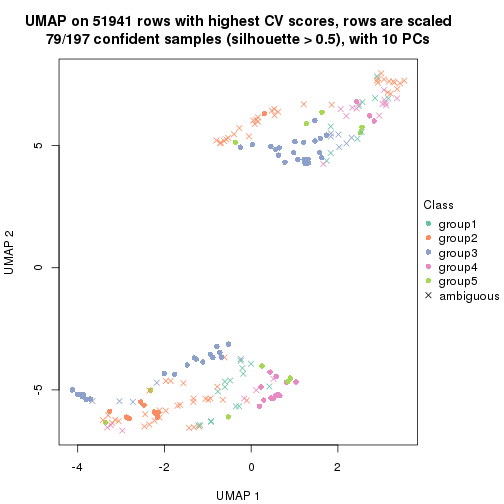 UMAP on 51941 rows with highest CV scores, rows are scaled
79/197 confident samples (silhouette > 0.5), with 10 PCs
UMAP 2
5
0
-5
-4
-2
0
2
UMAP 1
Class
group1
group2
group3
group4
group5
ambiguous